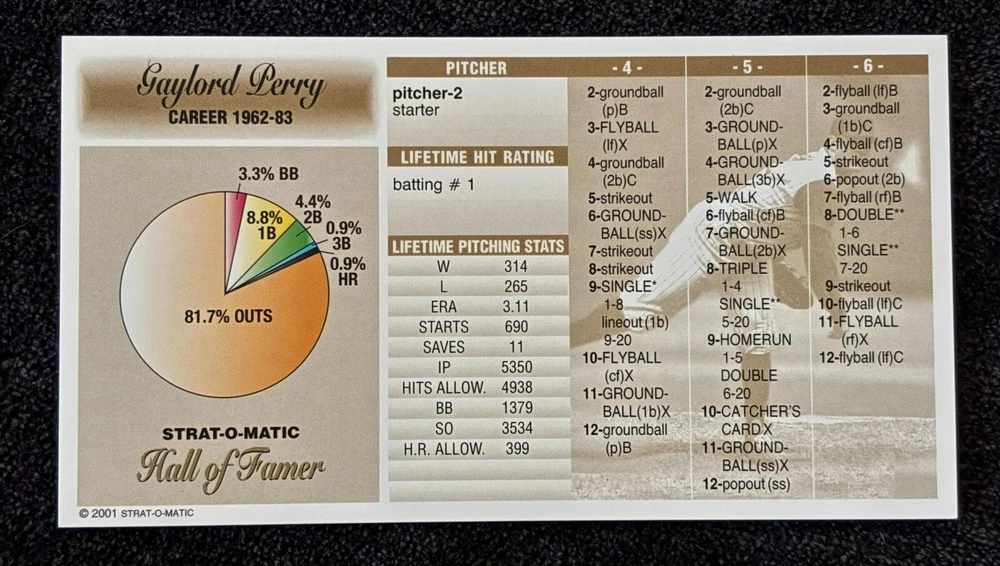 Gaylord Perry
CAREER 1962-83
3.3% BB
8.8%
1B
4.4%
2B
0.9%
3B
0.9%
HR
81.7% OUTS
STRAT-O-MATIC
Hall of Famer
© 2001 STRAT-O-MATIC
PITCHER
pitcher-2
starter
LIFETIME HIT RATING
batting # 1
LIFETIME PITCHING STATS
W 314
L 265
ERA 3.11
STARTS 690
SAVES 11
IP 5350
HITS ALLOW. 4938
BB 1379
SO 3534
H.R. ALLOW. 399
- 4 -
2-groundball
(p)B
3-FLYBALL
(lf)X
4-groundball
(2b)C
5-strikeout
6-GROUND-
BALL(ss)X
7-strikeout
8-strikeout
9-SINGLE*
1-8
lineout(1b)
9-20
10-FLYBALL
(cf)X
11-GROUND-
BALL(1b)X
12-groundball
(p)B
- 5 -
2-groundball
(2b)C
3-GROUND-
BALL(p)X
4-GROUND-
BALL(3b)X
5-WALK
6-flyball(cf)B
7-GROUND-
BALL(2b)X
8-TRIPLE
1-4
SINGLE**
5-20
9-HOMERUN
1-5
DOUBLE
6-20
10-CATCHER'S
CARD X
11-GROUND-
BALL(ss)X
12-popout(ss)
- 6 -
2-flyball (lf)B
3-groundball
(1b)C
4-flyball (cf)B
5-strikeout
6-popout (2b)
7-flyball (rf)B
8-DOUBLE**
1-6
SINGLE**
7-20
9-strikeout
10-flyball (lf)C
11-FLYBALL
(rf)X
12-flyball (lf)C